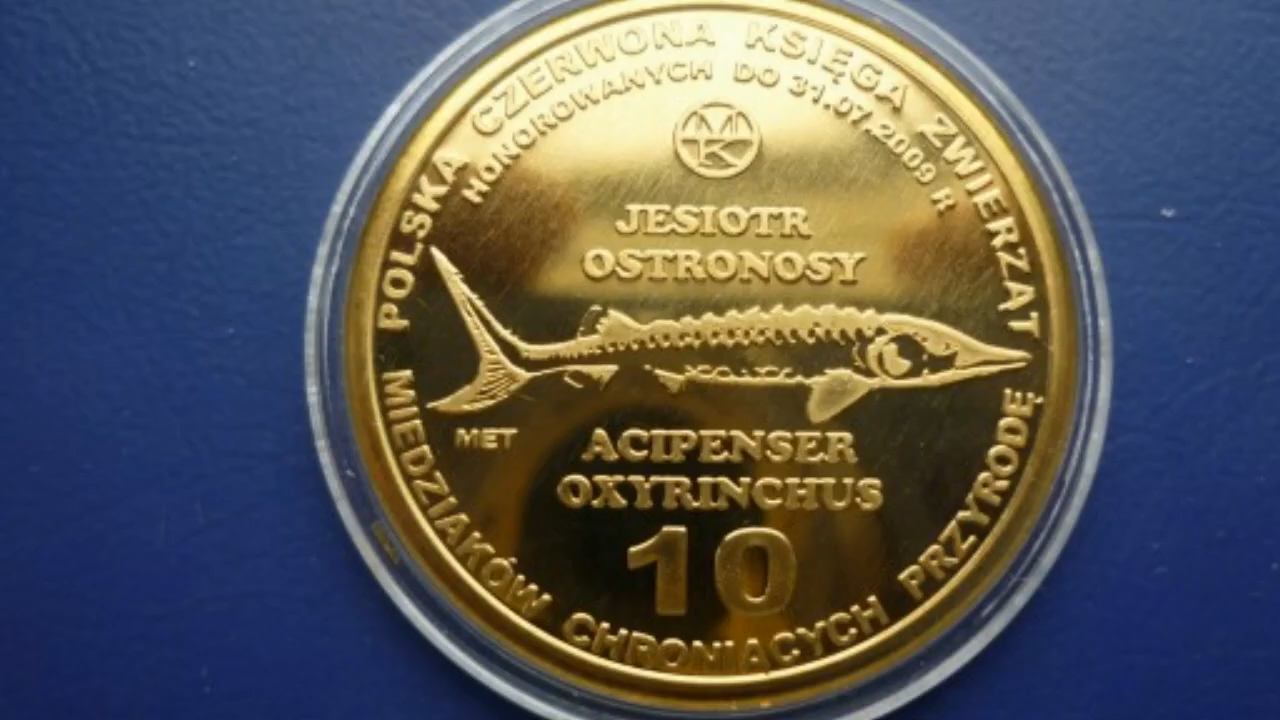 POLSKA CZERWONA KSIĘGA ZWIERZĄT
HONOROWANYCH DO 31.07.2009 R
MK
JESIOTR
OSTRONOSY
MET
ACIPENSER
OXYRINCHUS
10
MIEDZIAKÓW CHRONIĄCYCH PRZYRODĘ